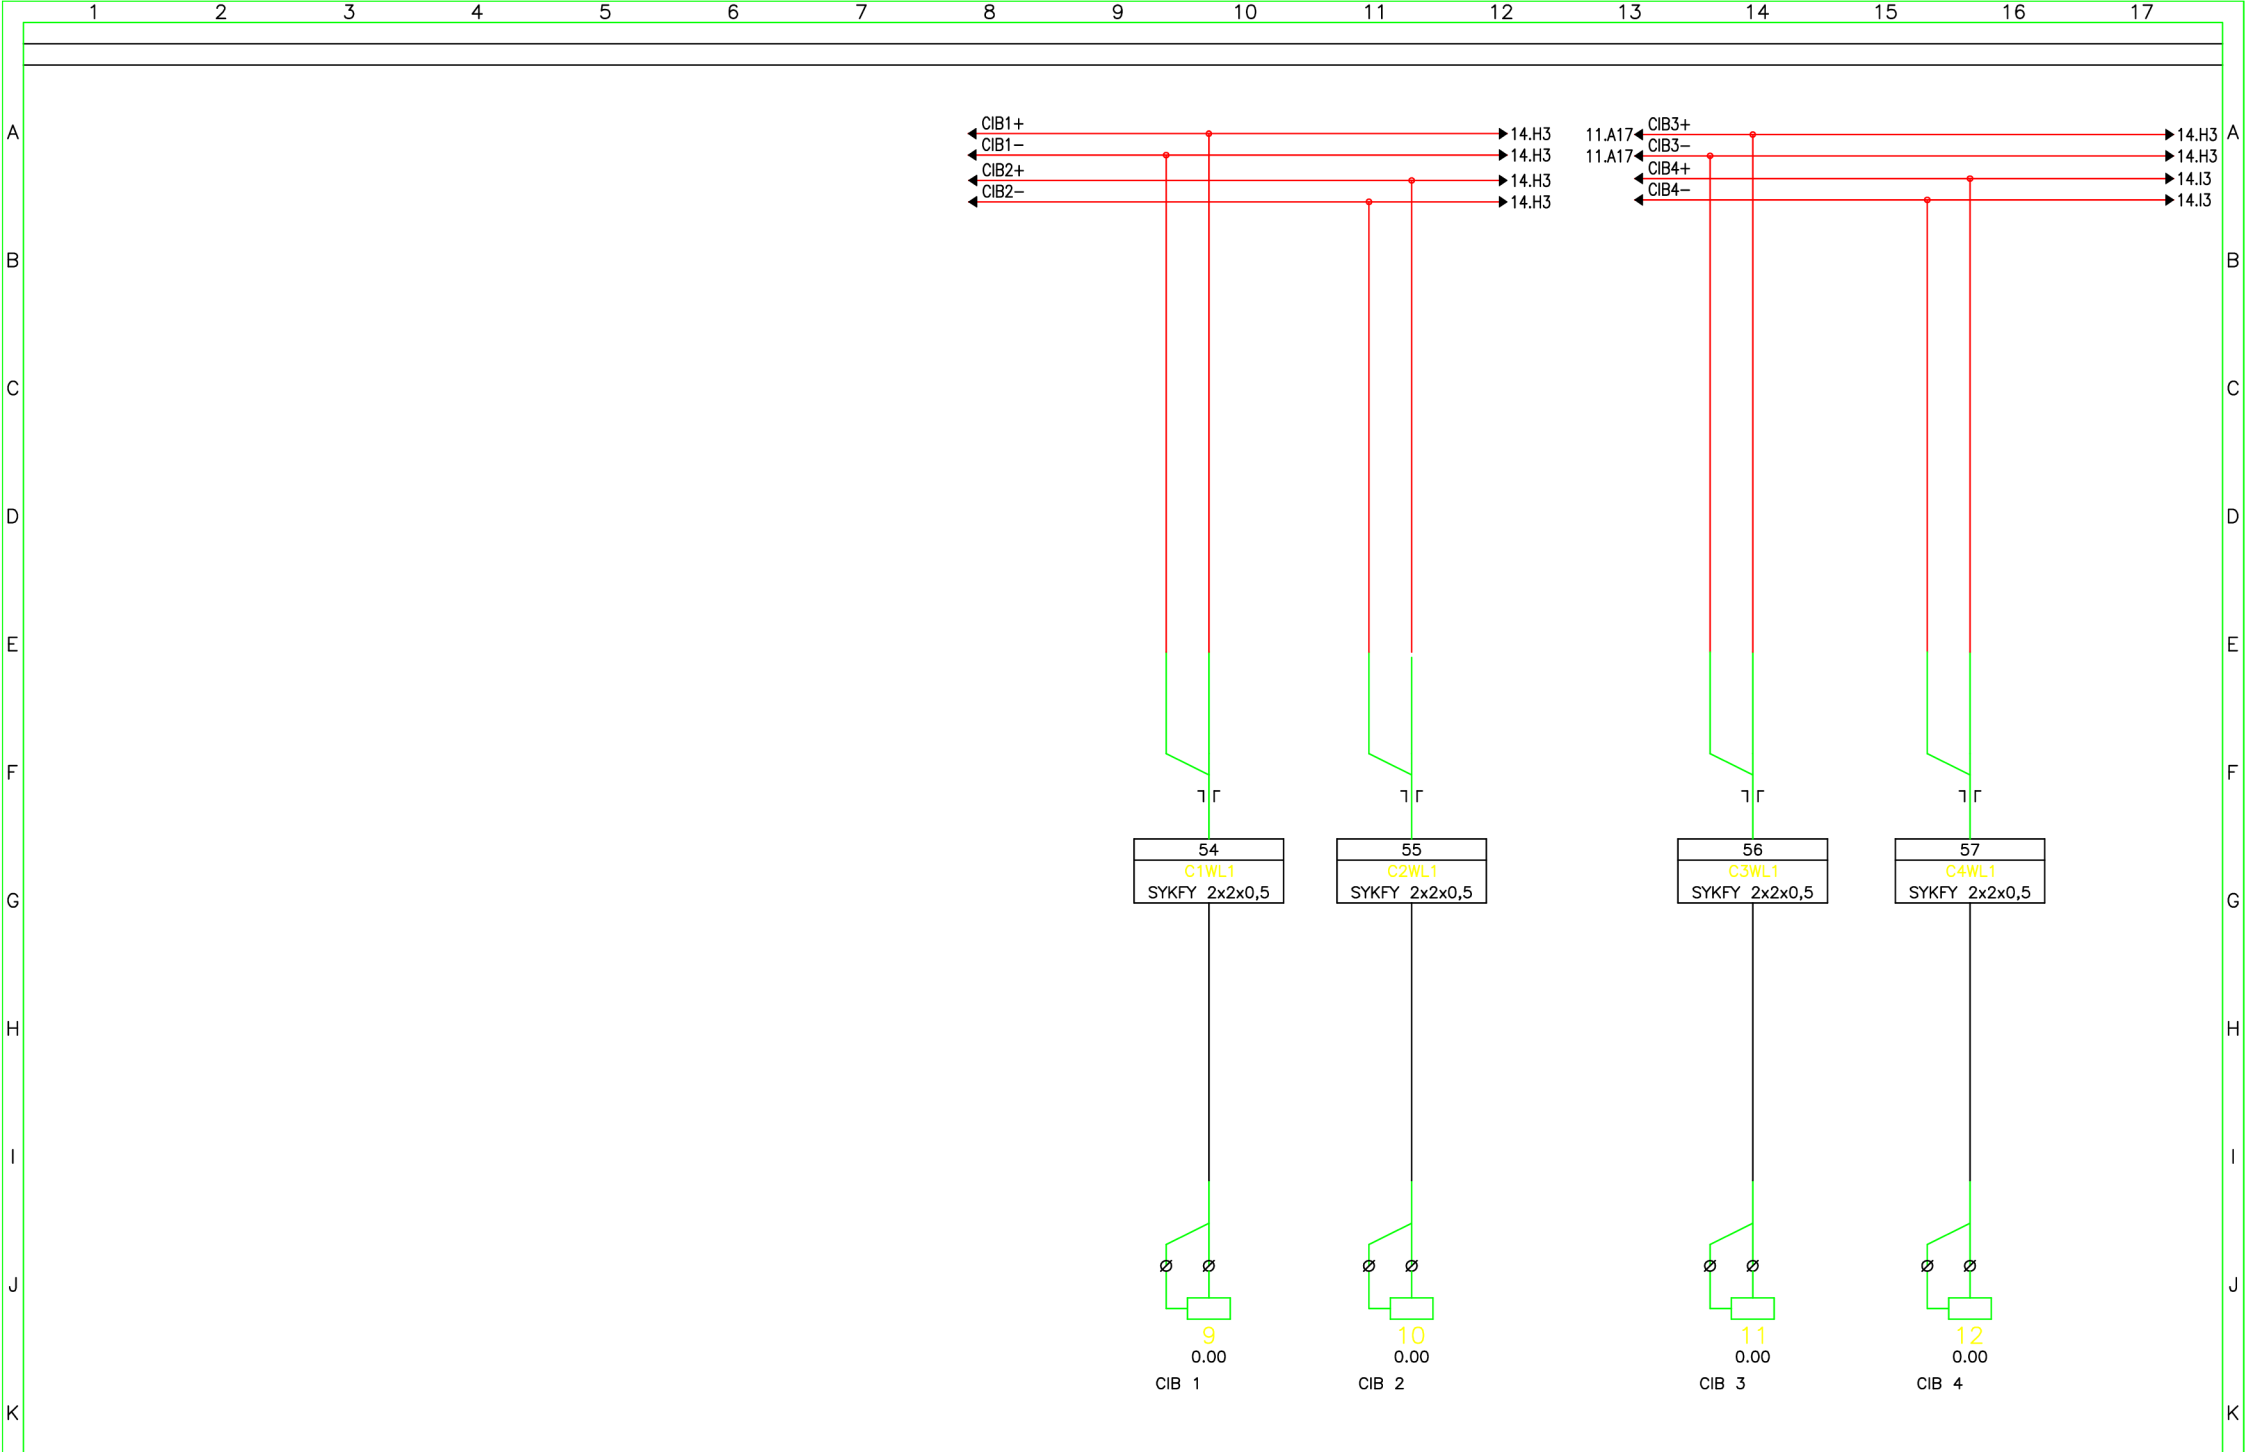 1 2 3 4 5 6 7 8 9 10 11 12 13 14 15 16 17
CIB1+ 14.H3 11.A17 CIB3+ 14.H3
A A
CIB1− 14.H3 11.A17 CIB3− 14.H3
CIB2+ 14.H3 CIB4+ 14.I3
CIB2− 14.H3 CIB4− 14.I3
B B
C C
D D
E E
F F
54 55 56 57
C1WL1 C2WL1 C3WL1 C4WL1
SYKFY 2x2x0,5 SYKFY 2x2x0,5 SYKFY 2x2x0,5 SYKFY 2x2x0,5
G G
H H
I I
J J
9 10 11 12
0.00 0.00 0.00 0.00
CIB 1 CIB 2 CIB 3 CIB 4
K K